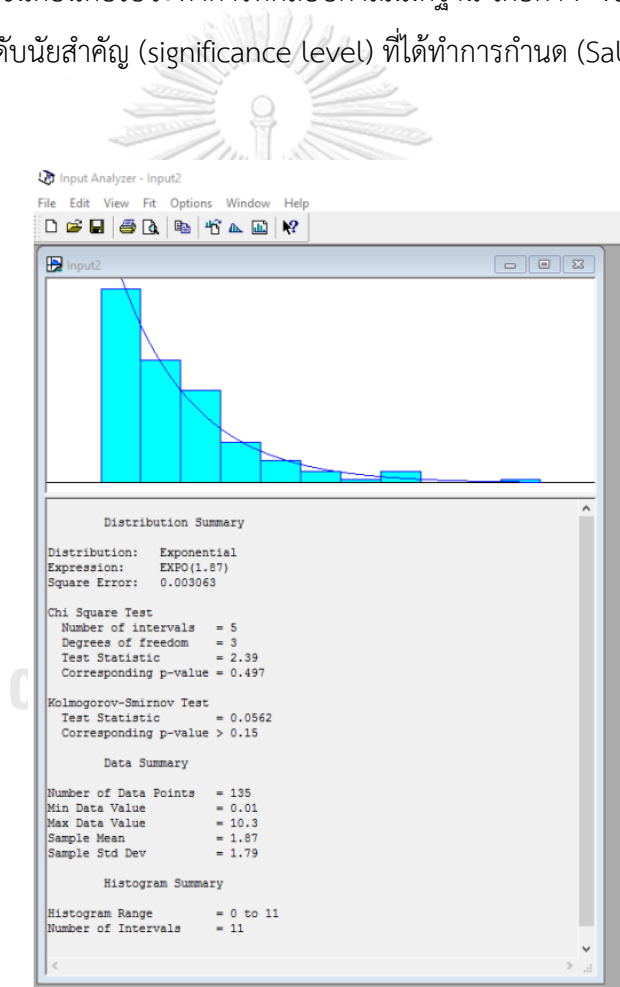 ดับนัยสำคัญ (significance level) ที่ได้ทำการกำนด (Sal
Input Analyzer - Input2
File Edit View Fit Options Window Help
Input2
Distribution Summary
Distribution: Exponential
Expression: EXPO(1.87)
Square Error: 0.003063
Chi Square Test
Number of intervals = 5
Degrees of freedom = 3
Test Statistic = 2.39
Corresponding p-value = 0.497
Kolmogorov-Smirnov Test
Test Statistic = 0.0562
Corresponding p-value > 0.15
Data Summary
Number of Data Points = 135
Min Data Value = 0.01
Max Data Value = 10.3
Sample Mean = 1.87
Sample Std Dev = 1.79
Histogram Summary
Histogram Range = 0 to 11
Number of Intervals = 11